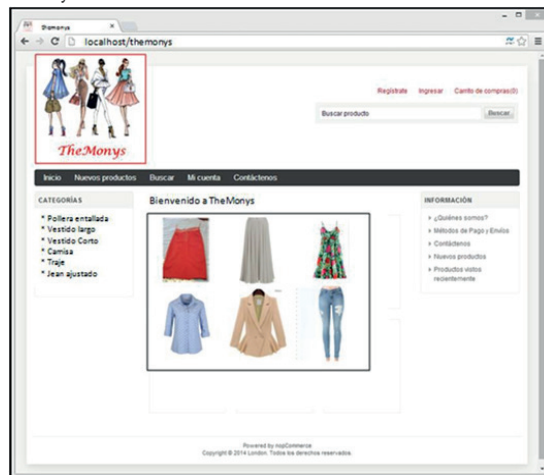 themonys
localhost/themonys
Regístrate Ingresar Carrito de compras(0)
Buscar producto Buscar
TheMonys
Inicio Nuevos productos Buscar Mi cuenta Contáctenos
CATEGORÍAS
* Pollera entallada
* Vestido largo
* Vestido Corto
* Camisa
* Traje
* Jean ajustado
Bienvenido a TheMonys
INFORMACIÓN
¿Quiénes somos?
Métodos de Pago y Envíos
Contáctenos
Nuevos productos
Productos vistos
recientemente
Powered by nopCommerce
Copyright © 2014 London. Todos los derechos reservados.